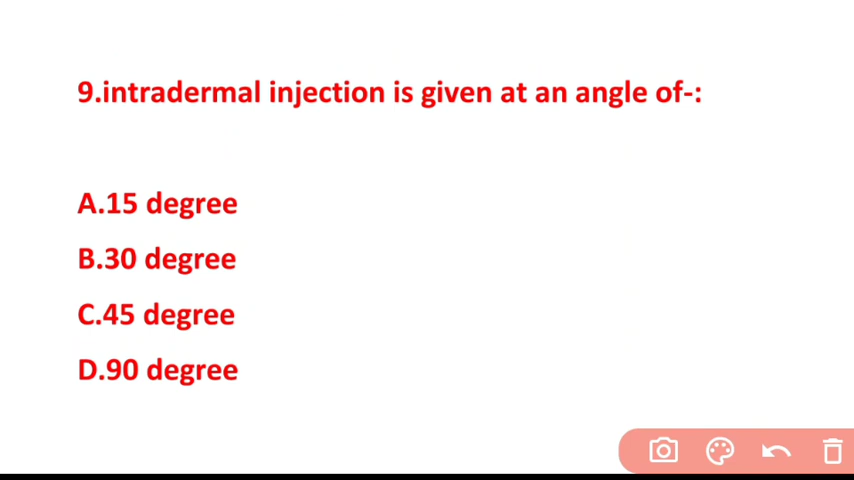 9.intradermal injection is given at an angle of-:
A.15 degree
B.30 degree
C.45 degree
D.90 degree